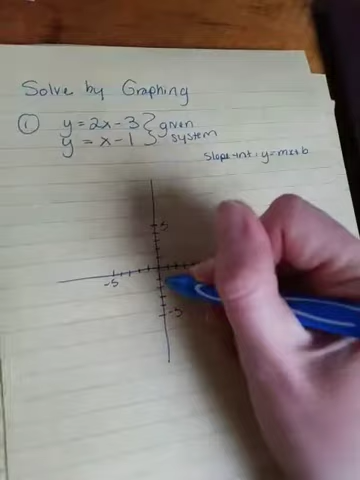 Solve by Graphing
① y = 2x - 3 } given
y = x - 1 } system
Slope-int: y=mx+b
5
-5
-5